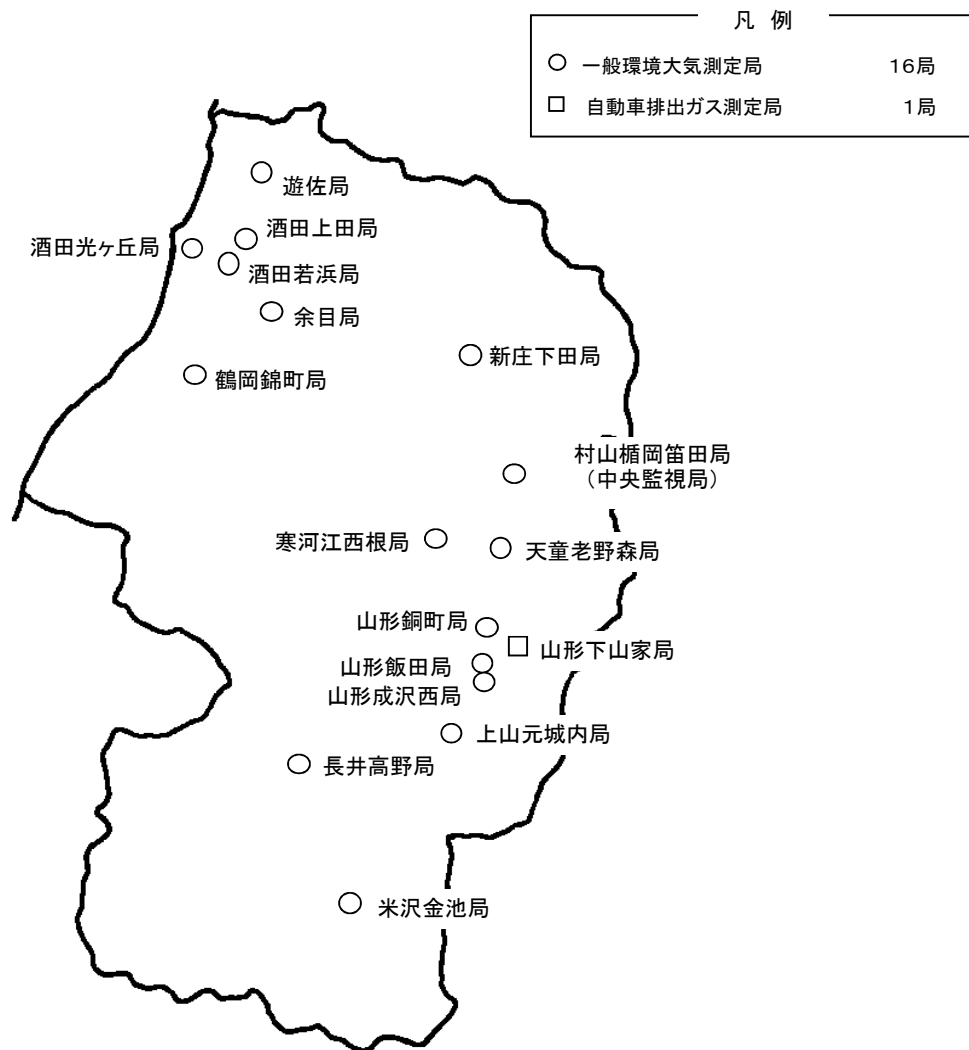 凡 例
一般環境大気測定局 16局
自動車排出ガス測定局 1局
遊佐局
酒田上田局
酒田光ヶ丘局
酒田若浜局
余目局
新庄下田局
鶴岡錦町局
村山楯岡笛田局
(中央監視局)
寒河江西根局
天童老野森局
山形銅町局
山形下山家局
山形飯田局
山形成沢西局
上山元城内局
長井高野局
米沢金池局